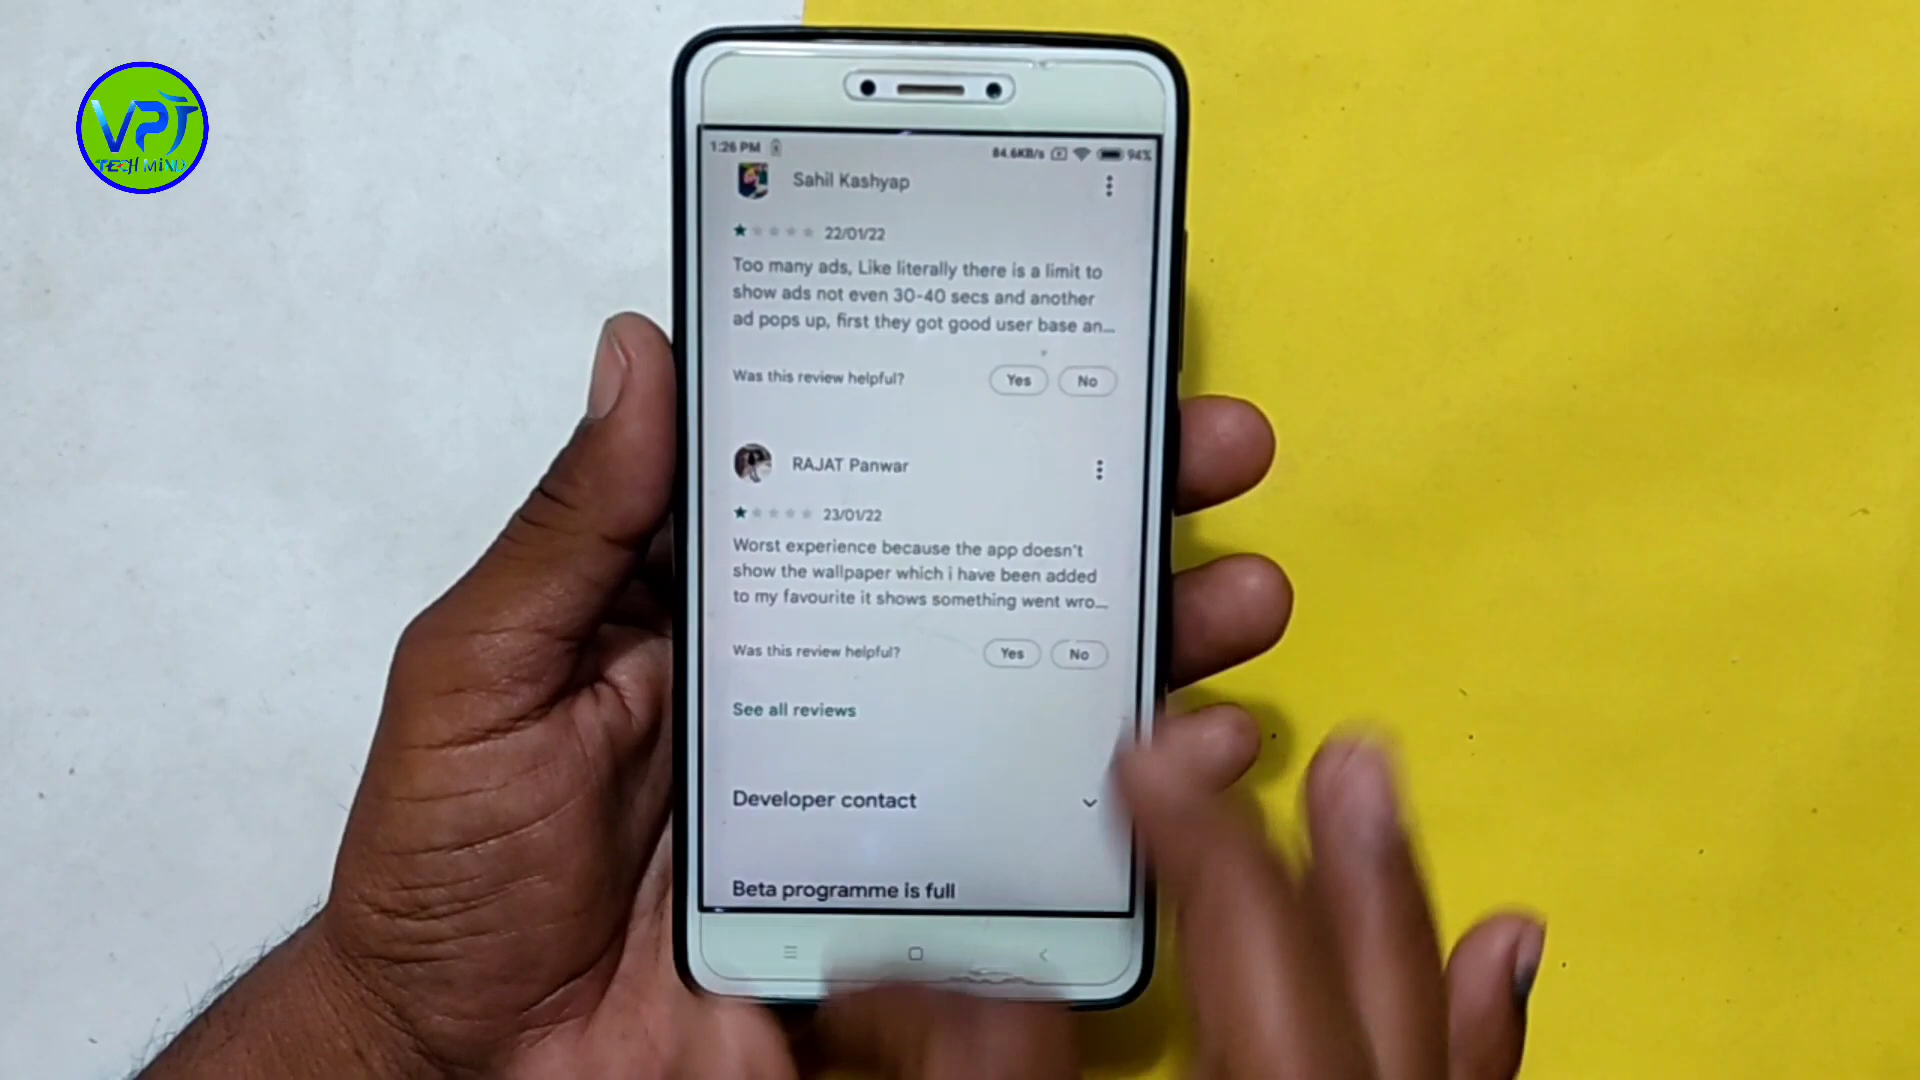 VPT
TECH MIND
1:26 PM
84.6KB/s
94%
Sahil Kashyap
22/01/22
Too many ads, Like literally there is a limit to
show ads not even 30-40 secs and another
ad pops up, first they got good user base an...
Was this review helpful?
Yes
No
RAJAT Panwar
23/01/22
Worst experience because the app doesn't
show the wallpaper which i have been added
to my favourite it shows something went wro...
Was this review helpful?
Yes
No
See all reviews
Developer contact
Beta programme is full